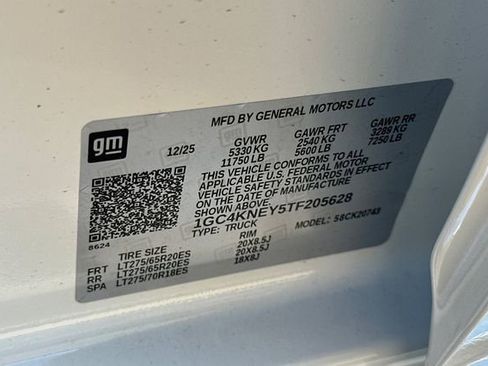 MFD BY GENERAL MOTORS LLC
gm
12/25 GVWR GAWR FRT GAWR RR
5330 KG 2540 KG 3289 KG
11750 LB 5600 LB 7250 LB
THIS VEHICLE CONFORMS TO ALL
APPLICABLE U.S. FEDERAL MOTOR
VEHICLE SAFETY STANDARDS IN EFFECT
ON THE DATE OF MANUFACTURE
SHOWN ABOVE.
1GC4KNEY5TF205628
TYPE: TRUCK MODEL: S8CK20743
8624
TIRE SIZE RIM
FRT LT275/65R20ES 20X8.5J
RR LT275/65R20ES 20X8.5J
SPA LT275/70R18ES 18X8J